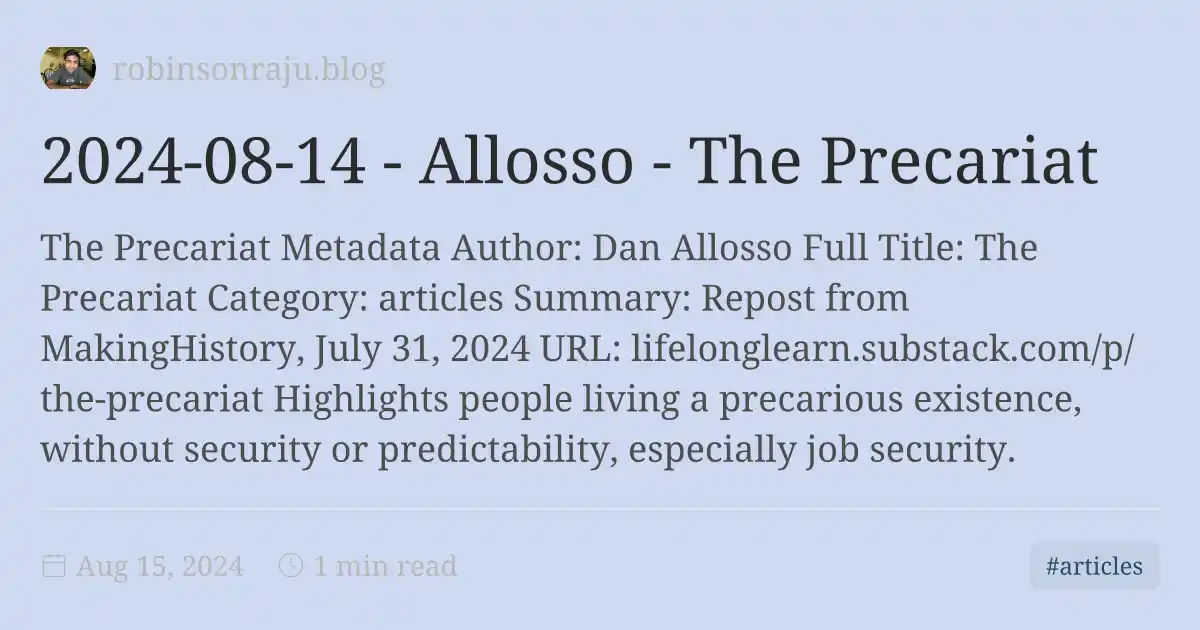 robinsonraju.blog
2024-08-14 - Allosso - The Precariat
The Precariat Metadata Author: Dan Allosso Full Title: The
Precariat Category: articles Summary: Repost from
MakingHistory, July 31, 2024 URL: lifelonglearn.substack.com/p/
the-precariat Highlights people living a precarious existence,
without security or predictability, especially job security.
Aug 15, 2024 1 min read #articles